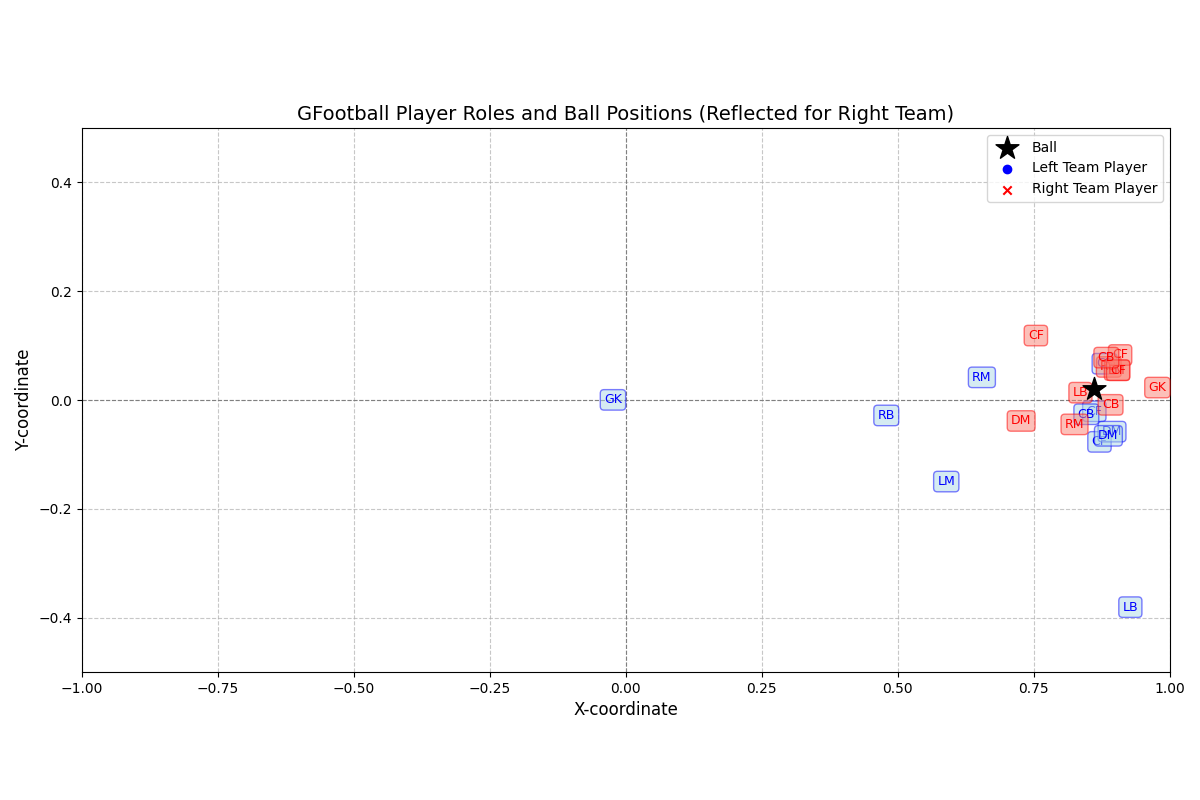 GFootball Player Roles and Ball Positions (Reflected for Right Team)
Ball
Left Team Player
Right Team Player
0.4
0.2
0.0
−0.2
−0.4
Y-coordinate
CF
CF
CB
CF
GK
RM
LB
GK
CB
RB
CB
DM
RM
DM
LM
LB
−1.00
−0.75
−0.50
−0.25
0.00
0.25
0.50
0.75
1.00
X-coordinate